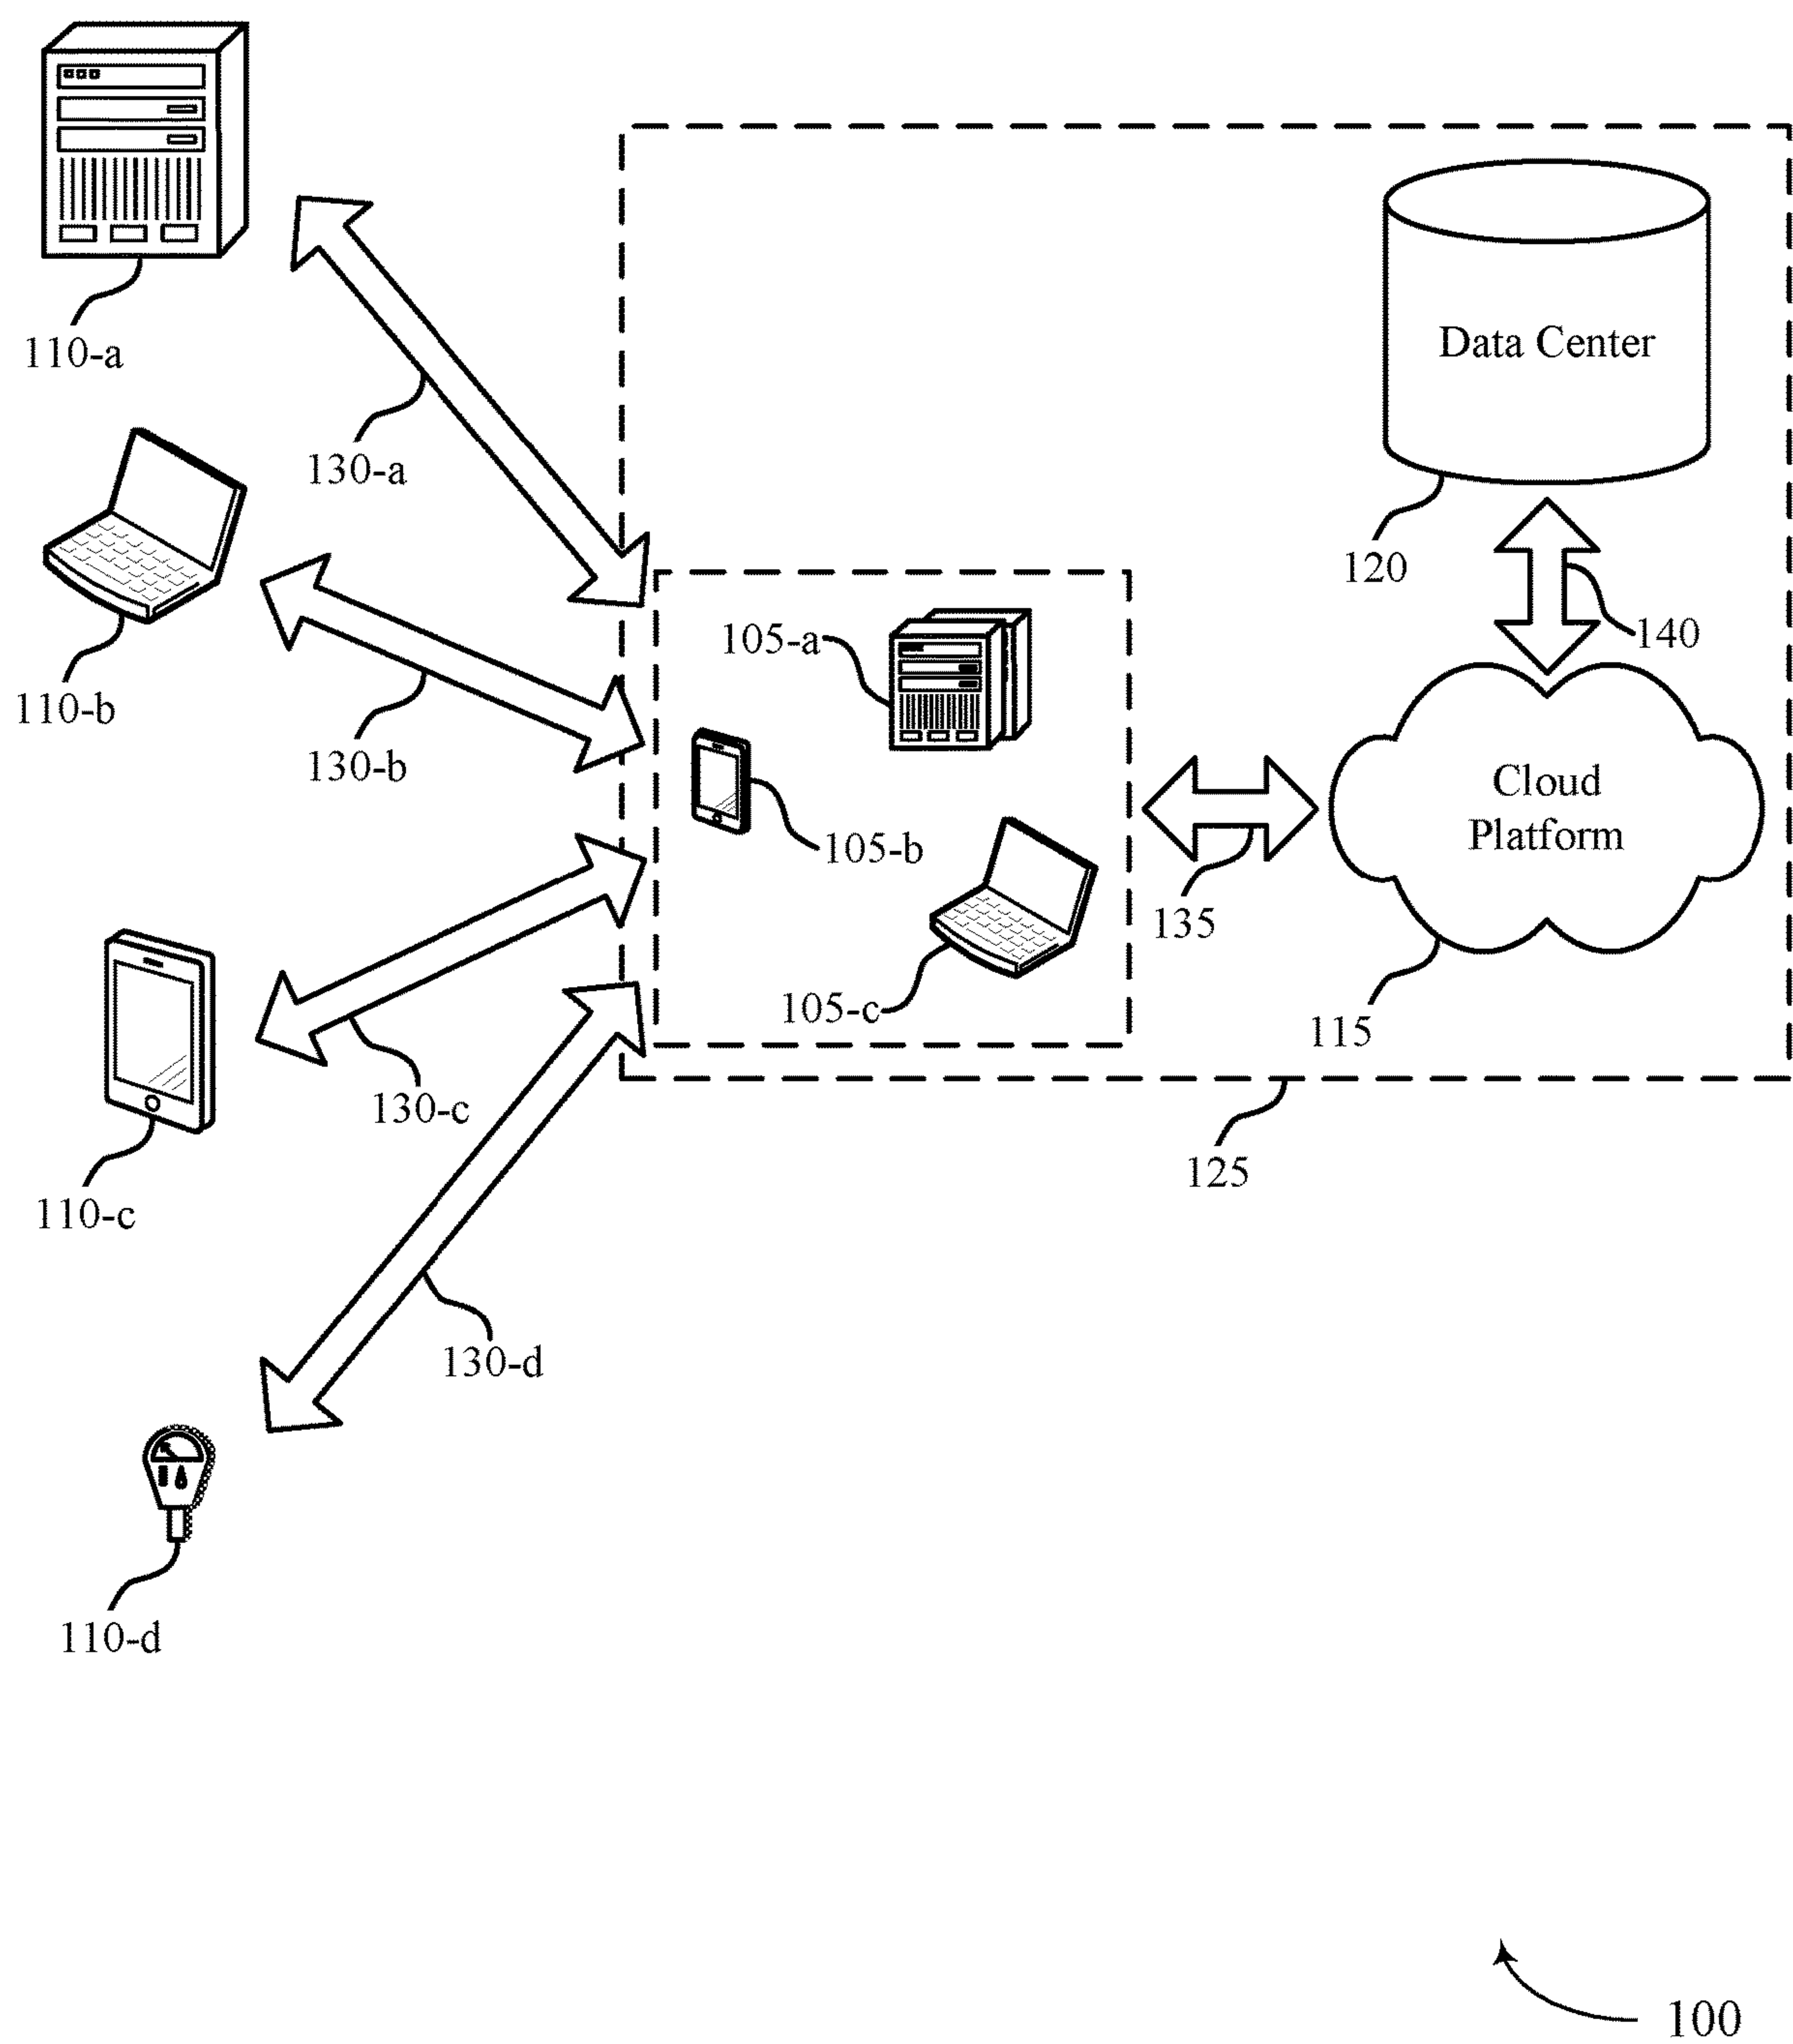 110-a
130-a
110-b
130-b
110-c
130-c
130-d
110-d
Data Center
120
140
105-a
105-b
105-c
135
Cloud
Platform
115
125
100